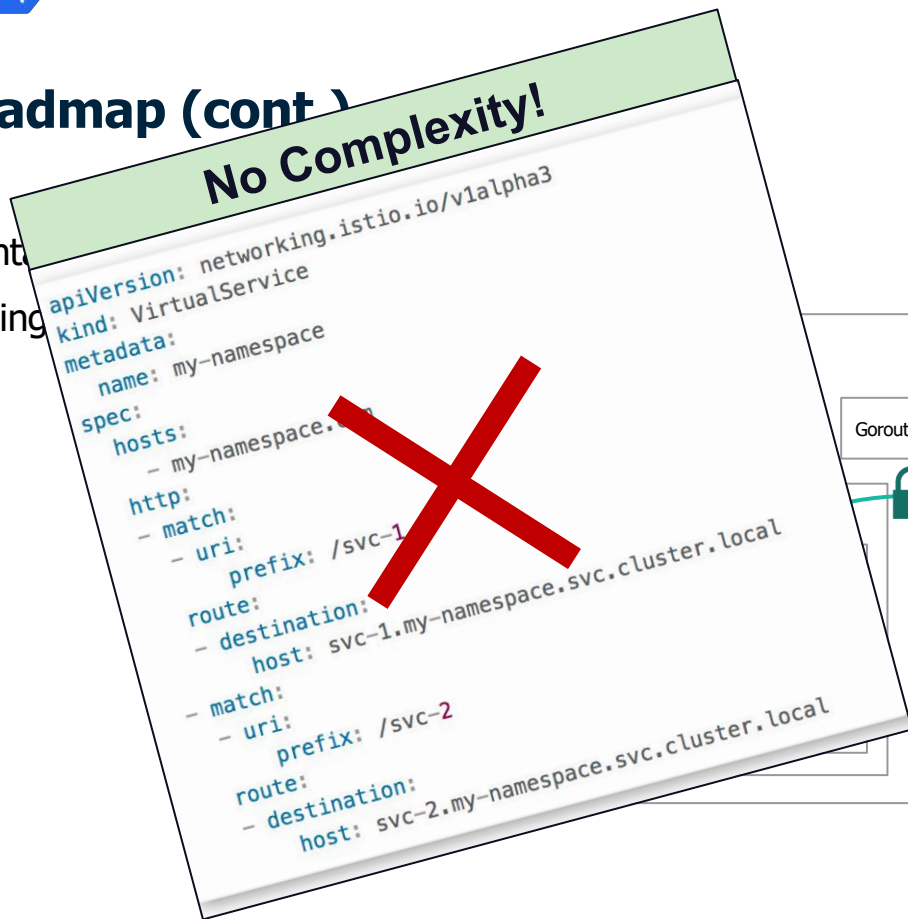 admap (cont.)
No Complexity!
apiVersion: networking.istio.io/v1alpha3
kind: VirtualService
metadata:
name: my-namespace
spec:
hosts:
- my-namespace.
http:
- match:
- uri:
prefix: /svc-1
route:
- destination:
host: svc-1.my-namespace.svc.cluster.local
- match:
- uri:
prefix: /svc-2
route:
- destination:
host: svc-2.my-namespace.svc.cluster.local
ing
Gorout